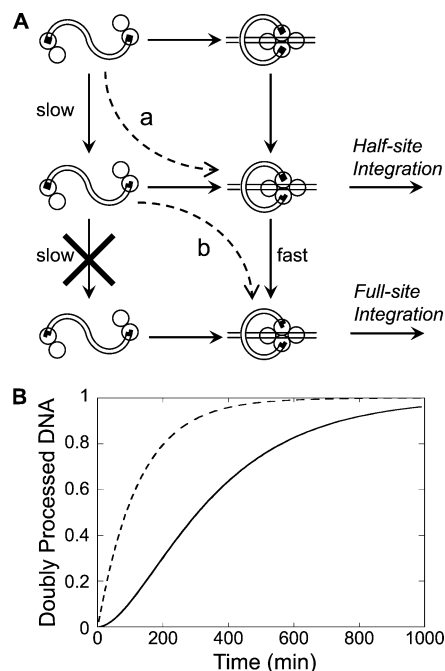 A
slow
a
Half-site
Integration
slow
b
fast
Full-site
Integration
B
Doubly Processed DNA
1
0.8
0.6
0.4
0.2
0
0 200 400 600 800 1000
Time (min)